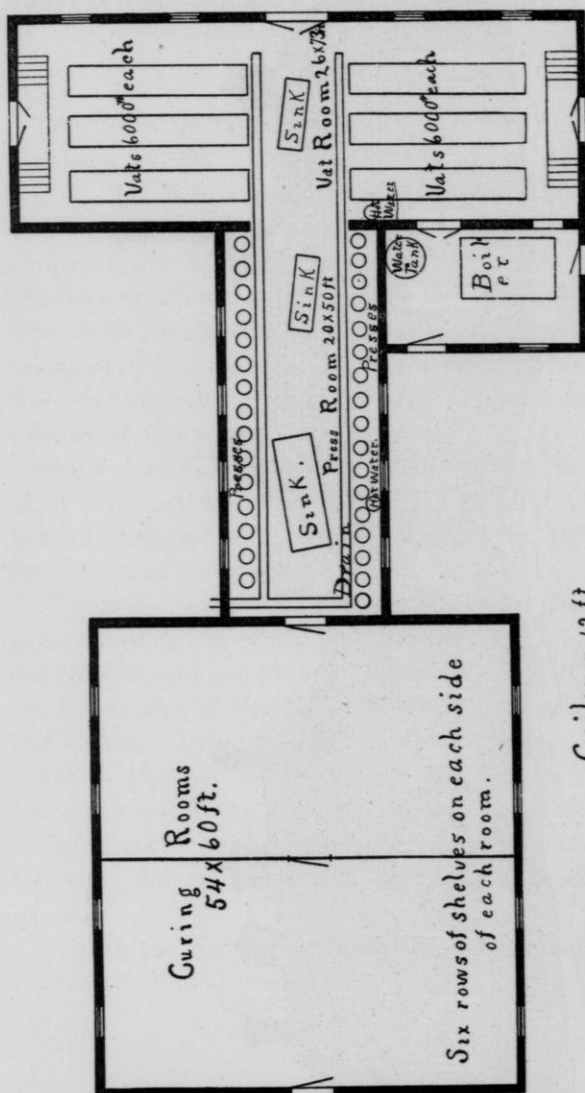 Vats 6000# each
Sink
Vat Room 26x73ft
Vats 6000# each
Hot Water
Water Tank
Boiler
Sink
Presses
Press Room 20x50ft
Presses
Sink.
Hot Water.
Drain
Curing Rooms
54x60ft.
Six rows of shelves on each side
of each room.